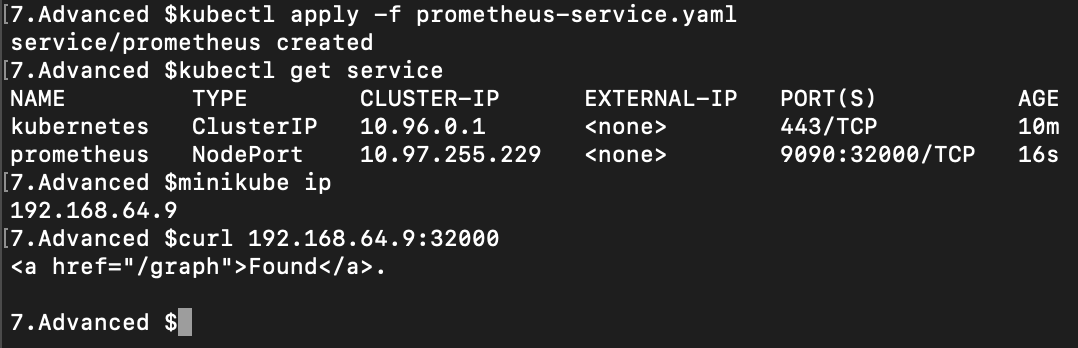 [7.Advanced $kubectl apply -f prometheus-service.yaml
service/prometheus created
[7.Advanced $kubectl get service
NAME TYPE CLUSTER-IP EXTERNAL-IP PORT(S) AGE
kubernetes ClusterIP 10.96.0.1 <none> 443/TCP 10m
prometheus NodePort 10.97.255.229 <none> 9090:32000/TCP 16s
[7.Advanced $minikube ip
192.168.64.9
[7.Advanced $curl 192.168.64.9:32000
<a href="/graph">Found</a>.
7.Advanced $